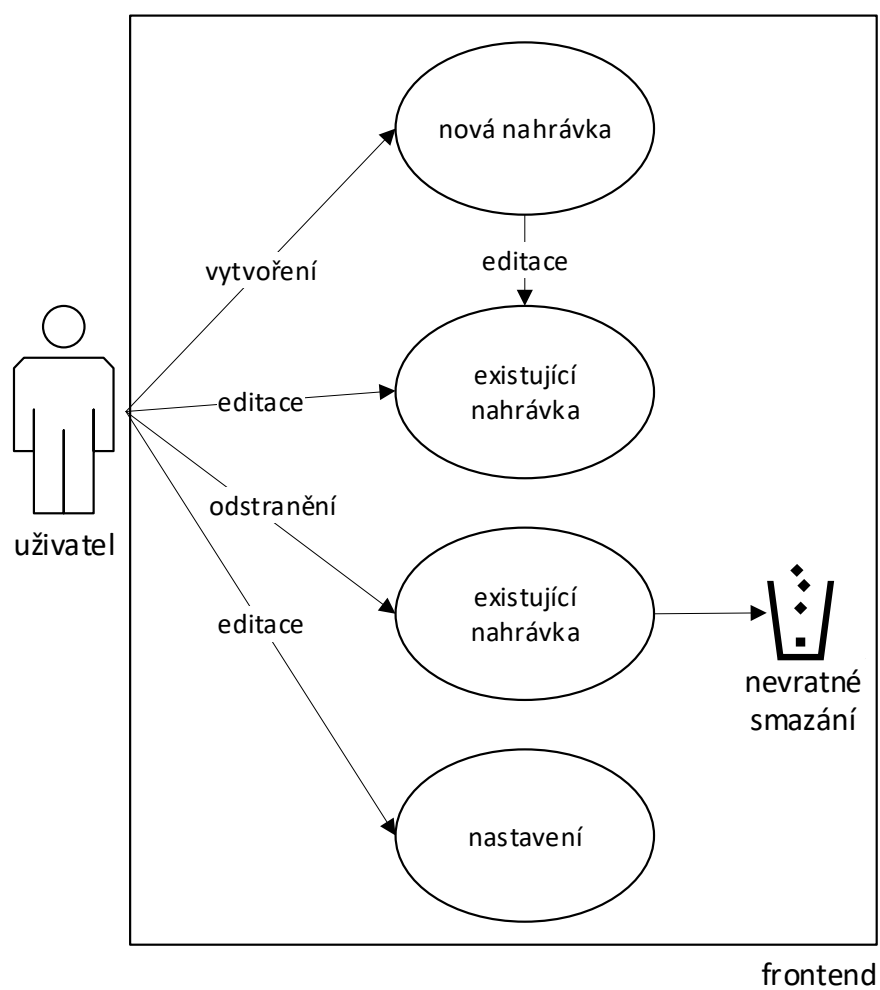 nová nahrávka
vytvoření
editace
existující
nahrávka
editace
odstranění
uživatel
existující
nahrávka
editace
nevratné
smazání
nastavení
frontend